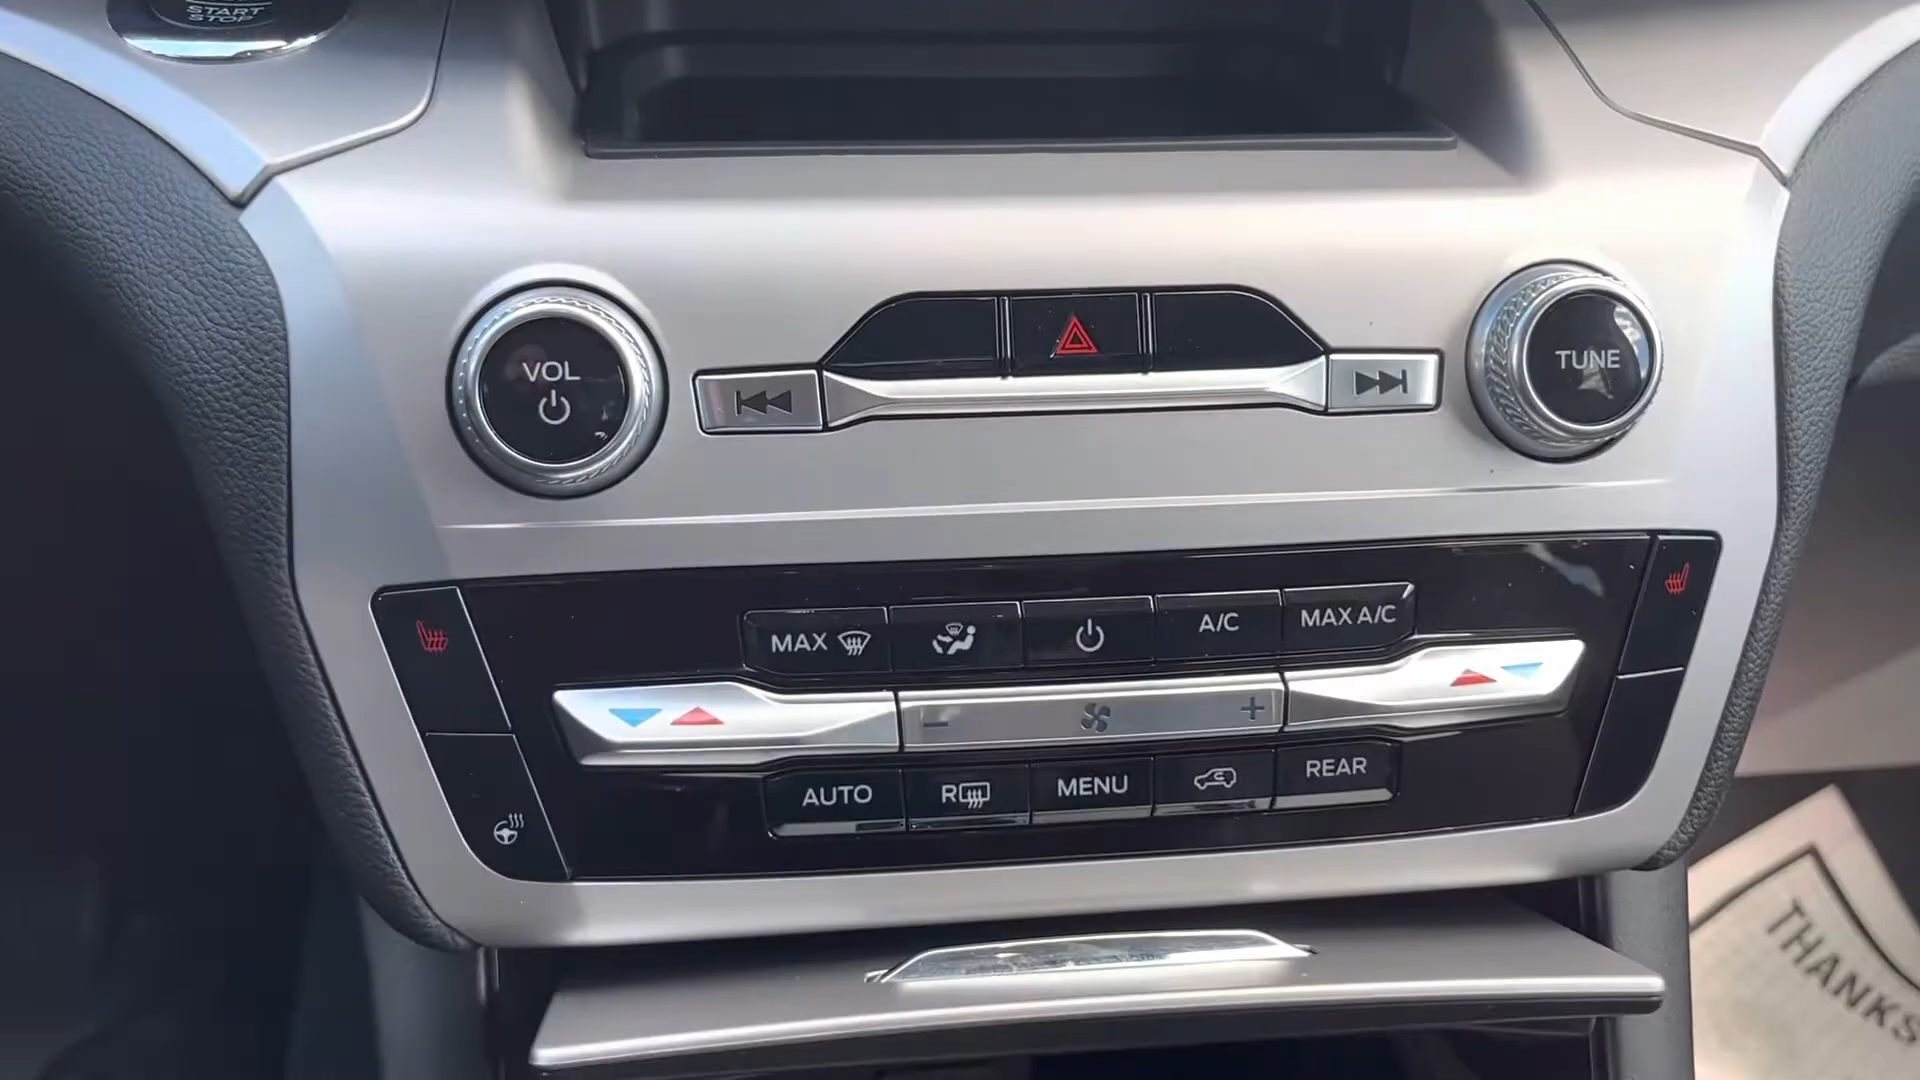 START
STOP
VOL
TUNE
MAX
A/C
MAX A/C
- +
AUTO
R
MENU
REAR
THANKS